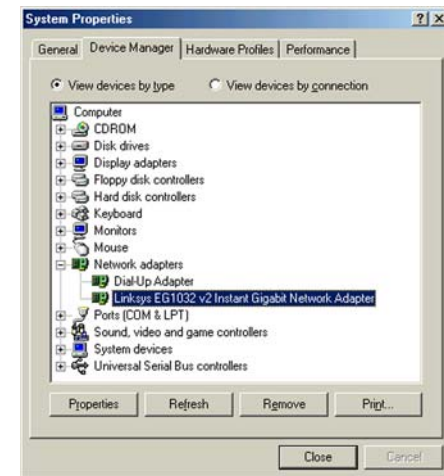 System Properties
General Device Manager Hardware Profiles Performance
View devices by type View devices by connection
Computer
CDROM
Disk drives
Display adapters
Floppy disk controllers
Hard disk controllers
Keyboard
Monitors
Mouse
Network adapters
Dial-Up Adapter
Linksys EG1032 v2 Instant Gigabit Network Adapter
Ports (COM & LPT)
Sound, video and game controllers
System devices
Universal Serial Bus controllers
Properties Refresh Remove Print...
Close Cancel